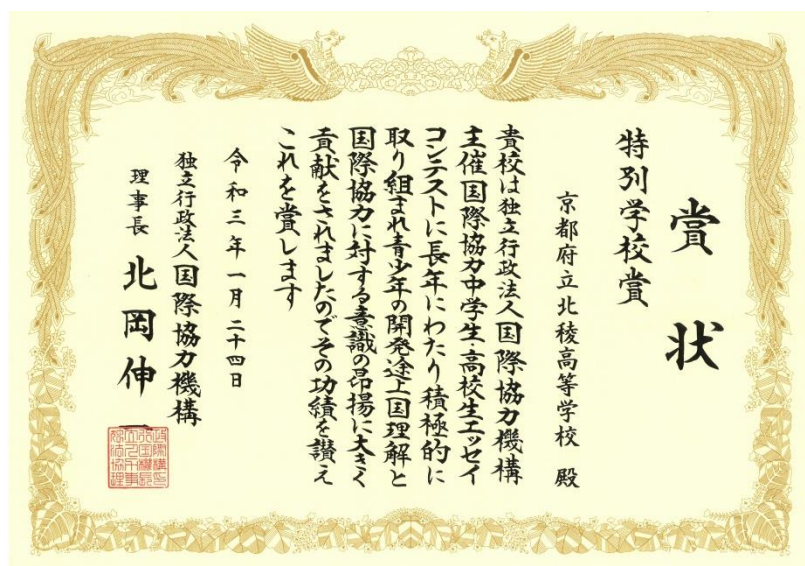 賞状
特別学校賞
京都府立北稜高等学校 殿
貴校は独立行政法人国際協力機構
主催国際協力中学生・高校生エッセイ
コンテストに長年にわたり積極的に
取り組まれ青少年の開発途上国理解と
国際協力に対する意識の昂揚に大きく
貢献をされましたのでその功績を讃え
これを賞します
令和三年一月二十四日
独立行政法人国際協力機構
理事長 北岡伸一